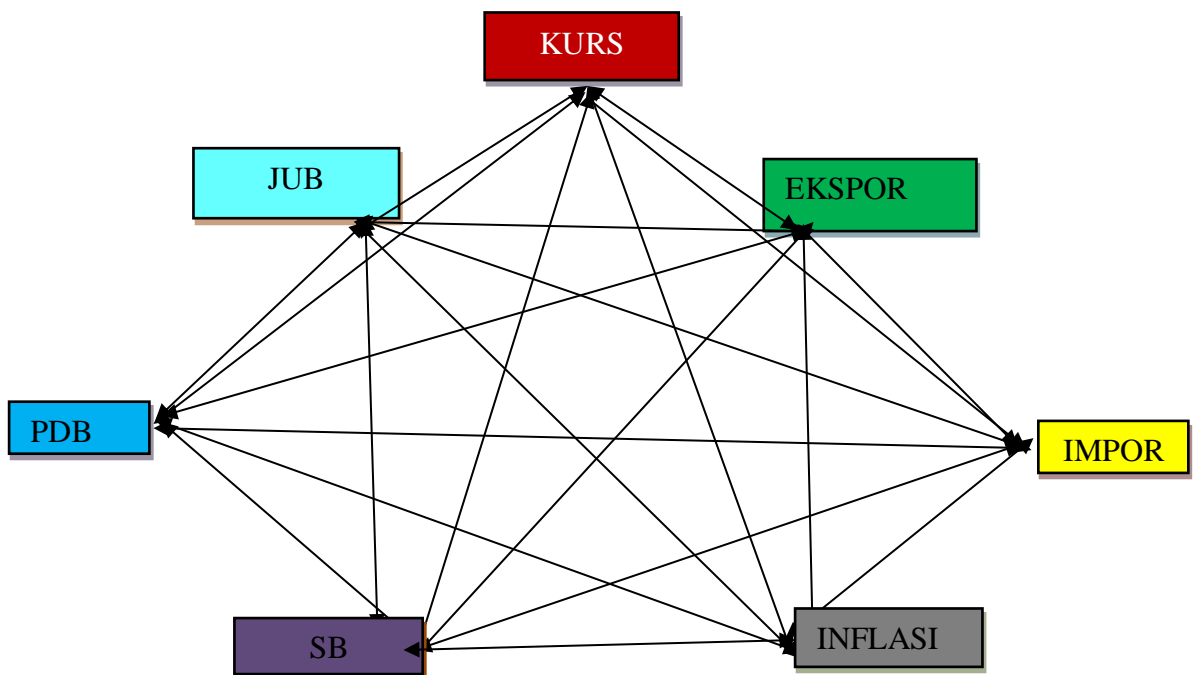 KURS
JUB
EKSPOR
PDB
IMPOR
SB
INFLASI